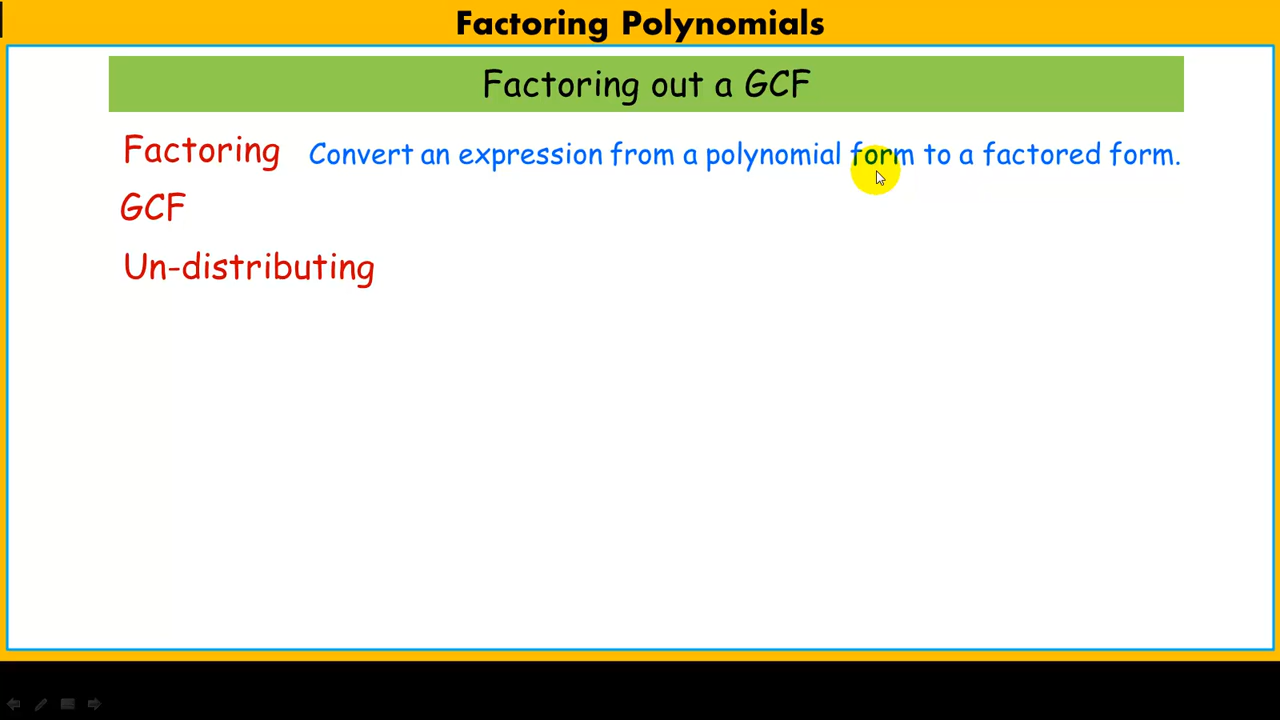 Factoring Polynomials
Factoring out a GCF
Factoring Convert an expression from a polynomial form to a factored form.
GCF
Un-distributing